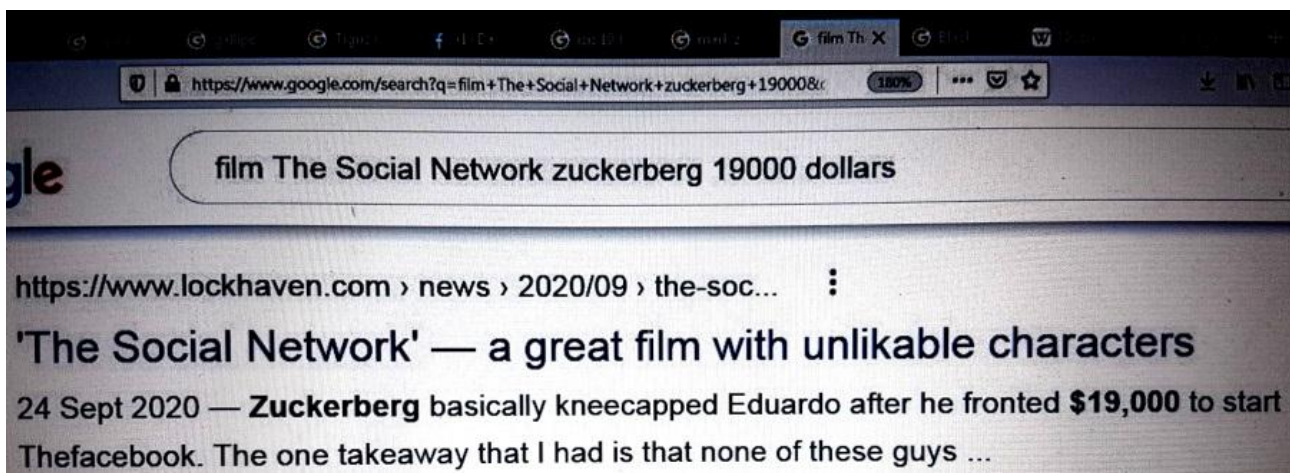 film Th
https://www.google.com/search?q=film+The+Social+Network+zuckerberg+19000&
180%
gle
film The Social Network zuckerberg 19000 dollars
https://www.lockhaven.com › news › 2020/09 › the-soc...
'The Social Network' — a great film with unlikable characters
24 Sept 2020 — Zuckerberg basically kneecapped Eduardo after he fronted $19,000 to start
Thefacebook. The one takeaway that I had is that none of these guys ...